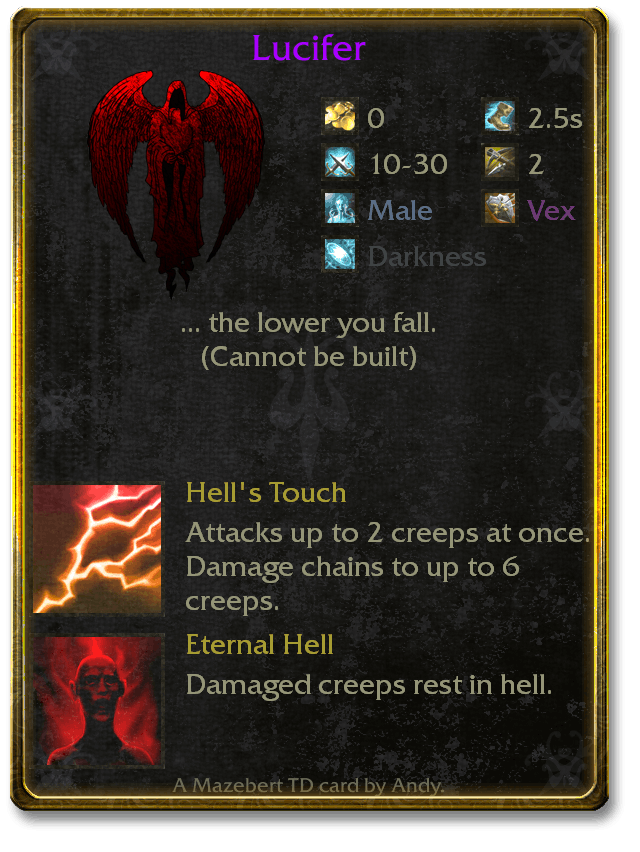 Lucifer
0
2.5s
10-30
2
Male
Vex
Darkness
... the lower you fall.
(Cannot be built)
Hell's Touch
Attacks up to 2 creeps at once.
Damage chains to up to 6
creeps.
Eternal Hell
Damaged creeps rest in hell.
A Mazebert TD card by Andy.